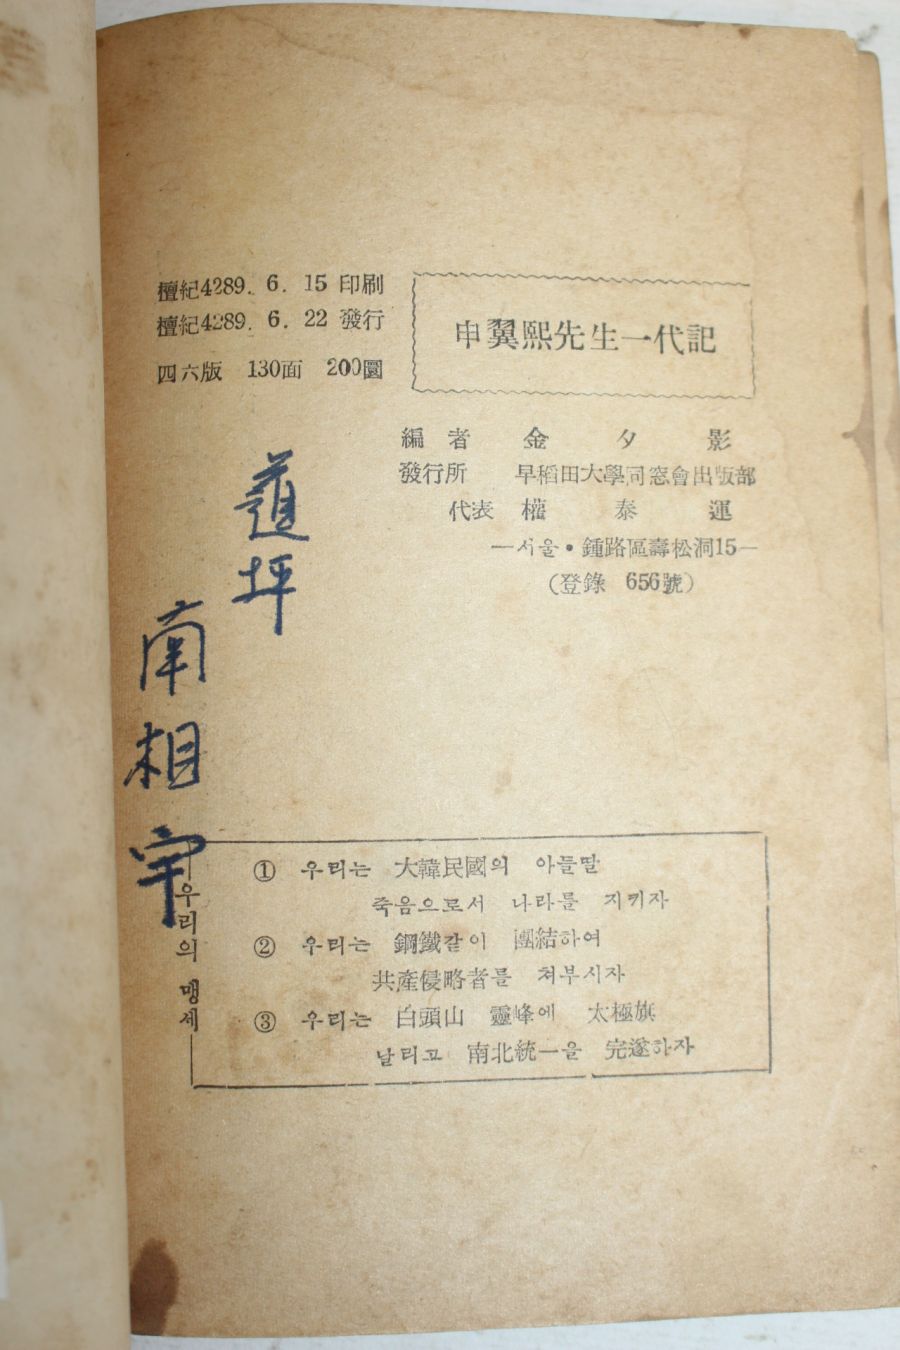 檀紀4289. 6. 15 印刷
檀紀4289. 6. 22 發行
四六版 130面 200圜
申翼熙先生一代記
編者 金夕影
發行所 早稻田大學同窓會出版部
代表 權泰運
—서울・鍾路區壽松洞15—
(登錄 656號)
坪
南相宇
우리의 맹세
① 우리는 大韓民國의 아들딸
죽음으로서 나라를 지키자
② 우리는 鋼鐵같이 團結하여
共產侵略者를 쳐부시자
③ 우리는 白頭山 靈峰에 太極旗
날리고 南北統一을 完遂하자